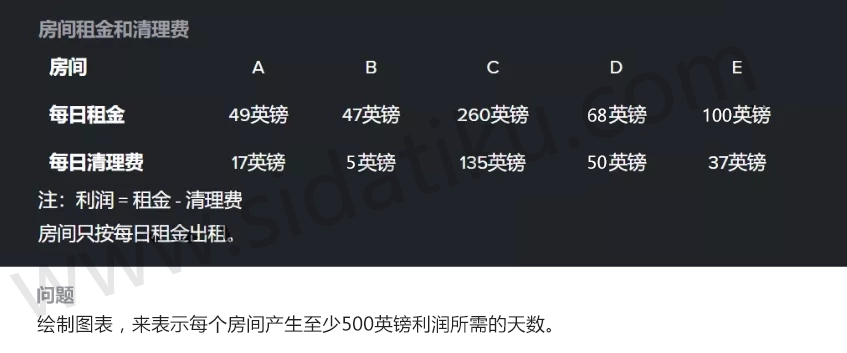 房间租金和清理费
房间 A B C D E
每日租金 49英镑 47英镑 260英镑 68英镑 100英镑
每日清理费 17英镑 5英镑 135英镑 50英镑 37英镑
注：利润 = 租金 - 清理费
房间只按每日租金出租。
www.sidatiku.com
问题
绘制图表，来表示每个房间产生至少500英镑利润所需的天数。